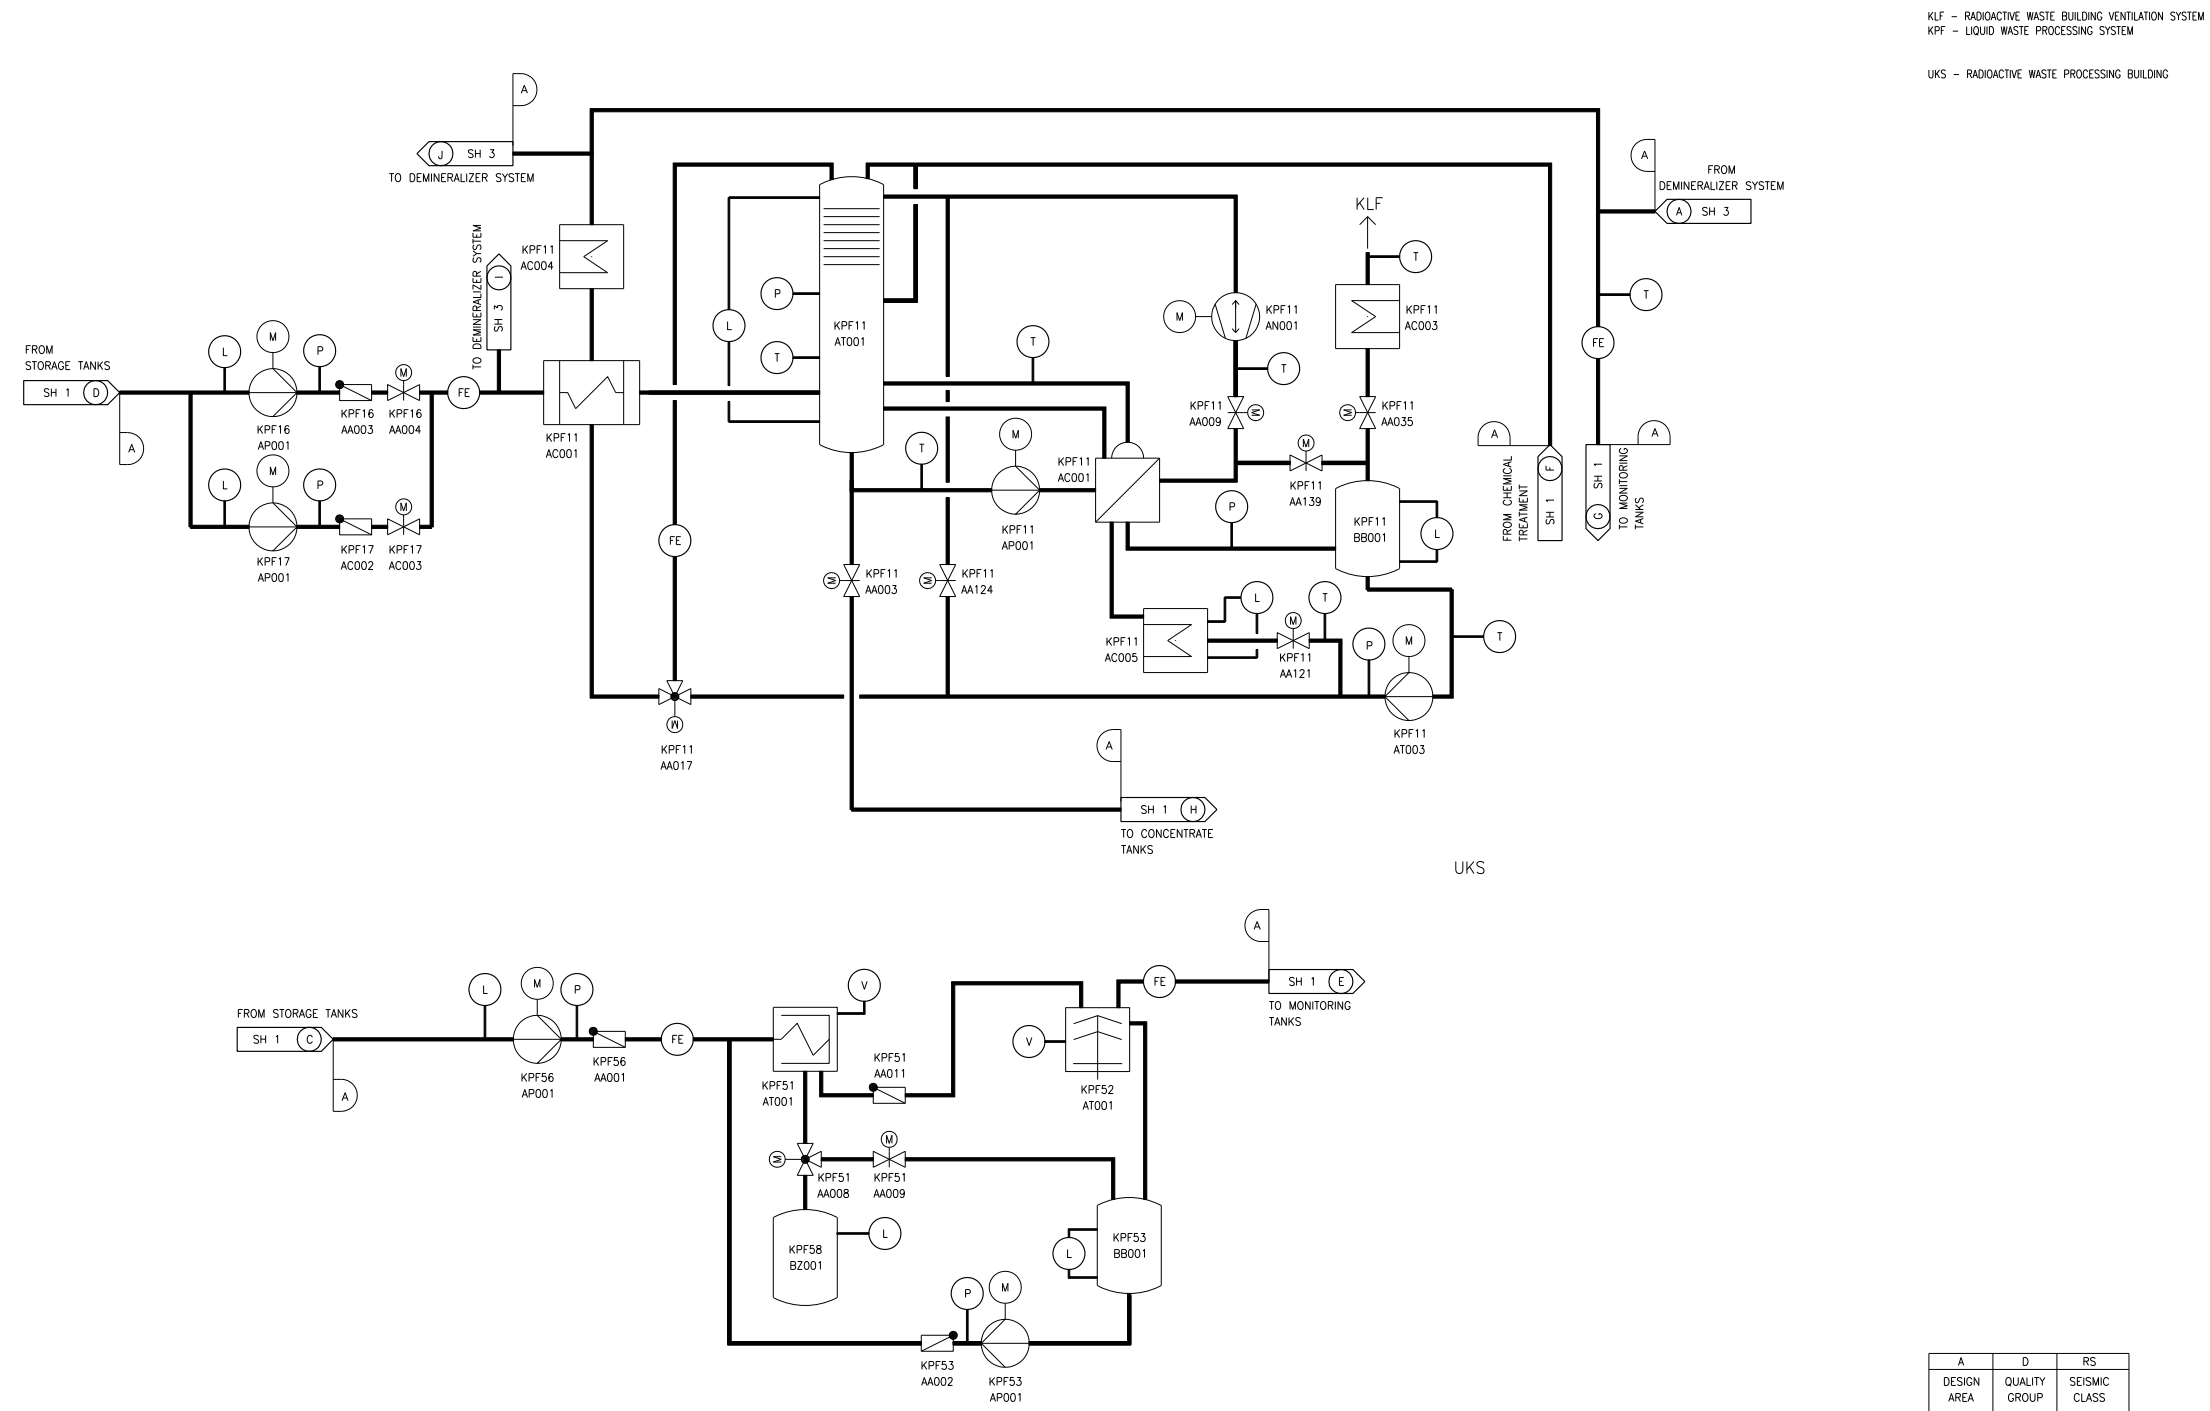 KLF – RADIOACTIVE WASTE BUILDING VENTILATION SYSTEM
KPF – LIQUID WASTE PROCESSING SYSTEM
UKS – RADIOACTIVE WASTE PROCESSING BUILDING
A
J SH 3
TO DEMINERALIZER SYSTEM
A
FROM
DEMINERALIZER SYSTEM
A SH 3
KLF
T
TO DEMINERALIZER SYSTEM
SH 3 I
KPF11
AC004
P
L
KPF11
AT001
T
M
KPF11
AN001
KPF11
AC003
T
FE
T
T
FROM
STORAGE TANKS
SH 1 D
A
L
M
P
M
KPF16
AP001
KPF16
AA003
KPF16
AA004
FE
KPF11
AC001
L
M
P
M
KPF17
AP001
KPF17
AC002
KPF17
AC003
KPF11
AA009
M
M
KPF11
AA035
M
KPF11
AA139
T
M
KPF11
AC001
KPF11
AP001
P
KPF11
BB001
L
A
FROM CHEMICAL
TREATMENT
SH 1 F
A
G SH 1
TO MONITORING
TANKS
FE
M
KPF11
AA003
M
KPF11
AA124
L
M
T
KPF11
AC005
KPF11
AA121
P
M
T
KPF11
AT003
M
KPF11
AA017
A
SH 1 H
TO CONCENTRATE
TANKS
UKS
FROM STORAGE TANKS
SH 1 C
A
L
M
P
KPF56
AP001
KPF56
AA001
FE
V
KPF51
AT001
KPF51
AA011
V
KPF52
AT001
FE
A
SH 1 E
TO MONITORING
TANKS
M
KPF51
AA008
M
KPF51
AA009
KPF58
BZ001
L
L
KPF53
BB001
P
M
KPF53
AA002
KPF53
AP001
A D RS
DESIGN
AREA
QUALITY
GROUP
SEISMIC
CLASS